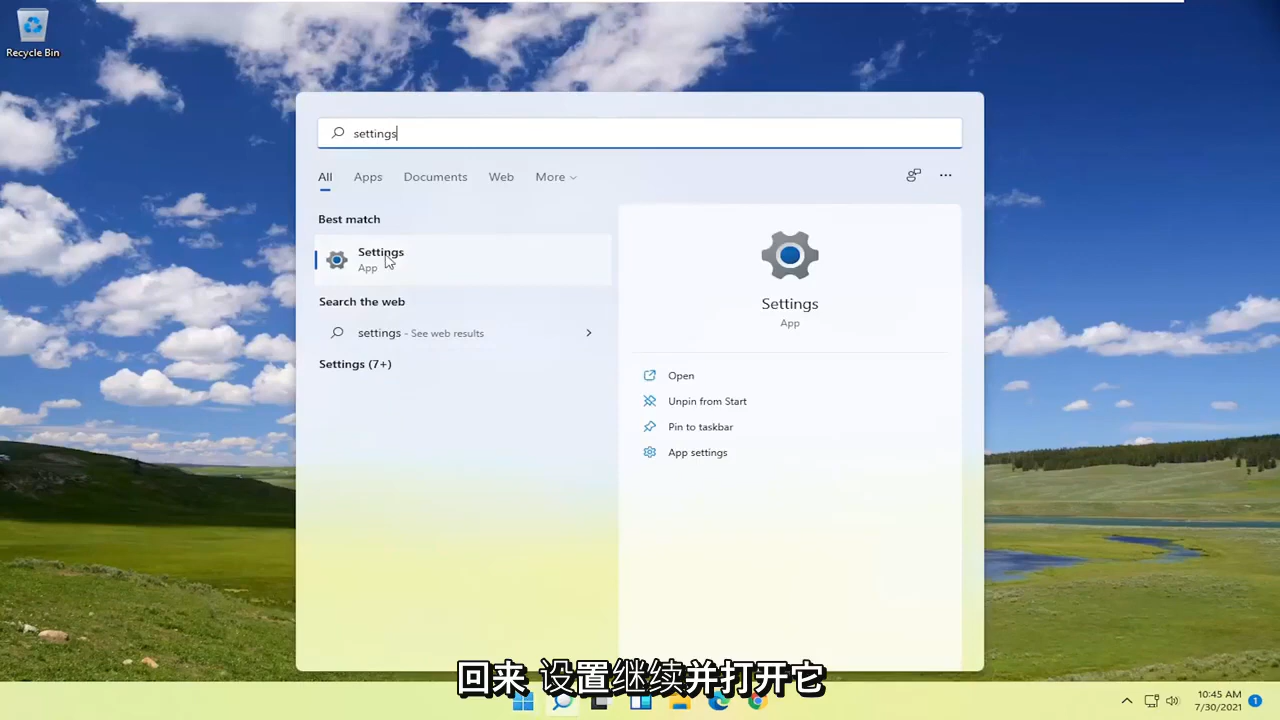 Recycle Bin
settings
All Apps Documents Web More
Best match
Settings
App
Search the web
settings - See web results
Settings (7+)
Settings
App
Open
Unpin from Start
Pin to taskbar
App settings
回来 设置继续并打开它
10:45 AM
7/30/2021
1